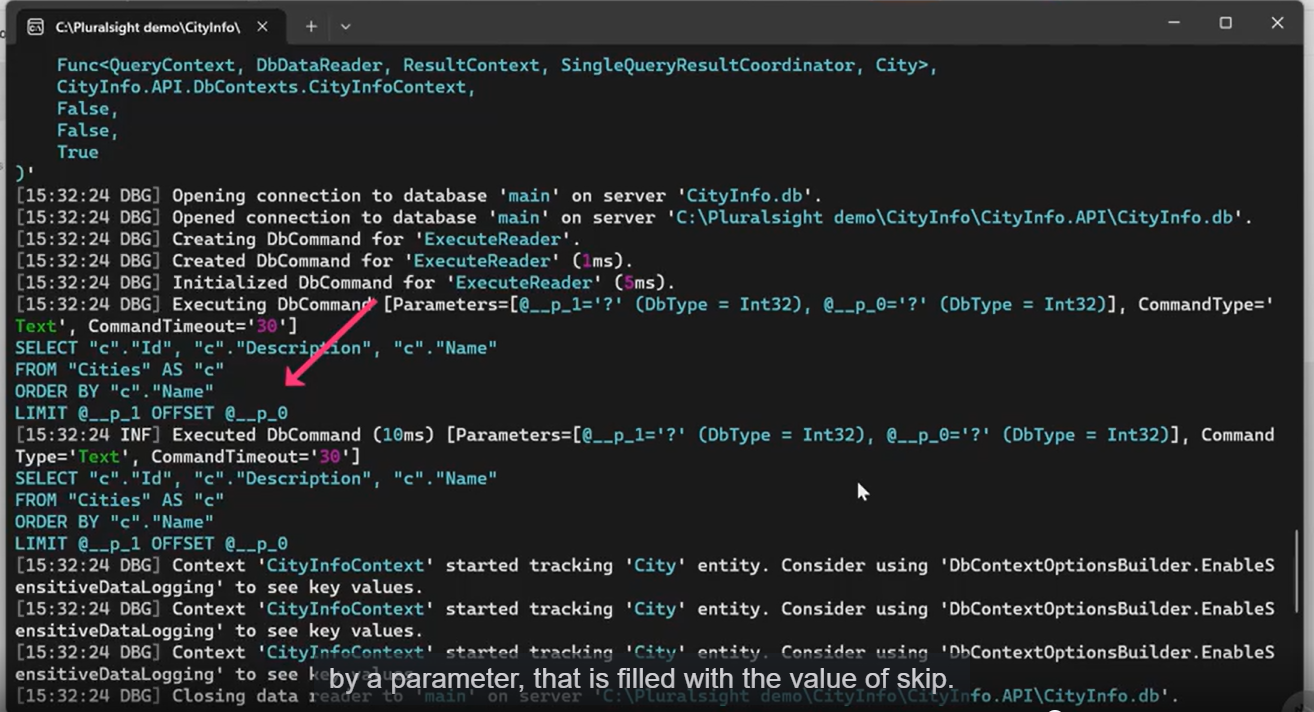 C:\Pluralsight demo\CityInfo\
Func<QueryContext, DbDataReader, ResultContext, SingleQueryResultCoordinator, City>,
CityInfo.API.DbContexts.CityInfoContext,
False,
False,
True
)'
[15:32:24 DBG] Opening connection to database 'main' on server 'CityInfo.db'.
[15:32:24 DBG] Opened connection to database 'main' on server 'C:\Pluralsight demo\CityInfo\CityInfo.API\CityInfo.db'.
[15:32:24 DBG] Creating DbCommand for 'ExecuteReader'.
[15:32:24 DBG] Created DbCommand for 'ExecuteReader' (1ms).
[15:32:24 DBG] Initialized DbCommand for 'ExecuteReader' (5ms).
[15:32:24 DBG] Executing DbCommand [Parameters=[@__p_1='?' (DbType = Int32), @__p_0='?' (DbType = Int32)], CommandType='
Text', CommandTimeout='30']
SELECT "c"."Id", "c"."Description", "c"."Name"
FROM "Cities" AS "c"
ORDER BY "c"."Name"
LIMIT @__p_1 OFFSET @__p_0
[15:32:24 INF] Executed DbCommand (10ms) [Parameters=[@__p_1='?' (DbType = Int32), @__p_0='?' (DbType = Int32)], Command
Type='Text', CommandTimeout='30']
SELECT "c"."Id", "c"."Description", "c"."Name"
FROM "Cities" AS "c"
ORDER BY "c"."Name"
LIMIT @__p_1 OFFSET @__p_0
[15:32:24 DBG] Context 'CityInfoContext' started tracking 'City' entity. Consider using 'DbContextOptionsBuilder.EnableS
ensitiveDataLogging' to see key values.
[15:32:24 DBG] Context 'CityInfoContext' started tracking 'City' entity. Consider using 'DbContextOptionsBuilder.EnableS
ensitiveDataLogging' to see key values.
[15:32:24 DBG] Context 'CityInfoContext' started tracking 'City' entity. Consider using 'DbContextOptionsBuilder.EnableS
ensitiveDataLogging' to see key values.
by a parameter, that is filled with the value of skip.
[15:32:24 DBG] Closing data reader to 'main' on server 'C:\Pluralsight demo\CityInfo\CityInfo.API\CityInfo.db'.